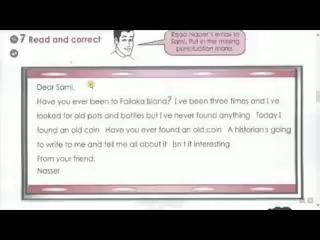 7 Read and correct
Read Nasser's email to
Sami. Put in the missing
punctuation marks.
Dear Sami,
Have you ever been to Failaka Island? I ve been three times and I ve
looked for old pots and bottles but I ve never found anything Today I
found an old coin Have you ever found an old coin A historian s going
to write to me and tell me all about it Isn t it interesting
From your friend,
Nasser